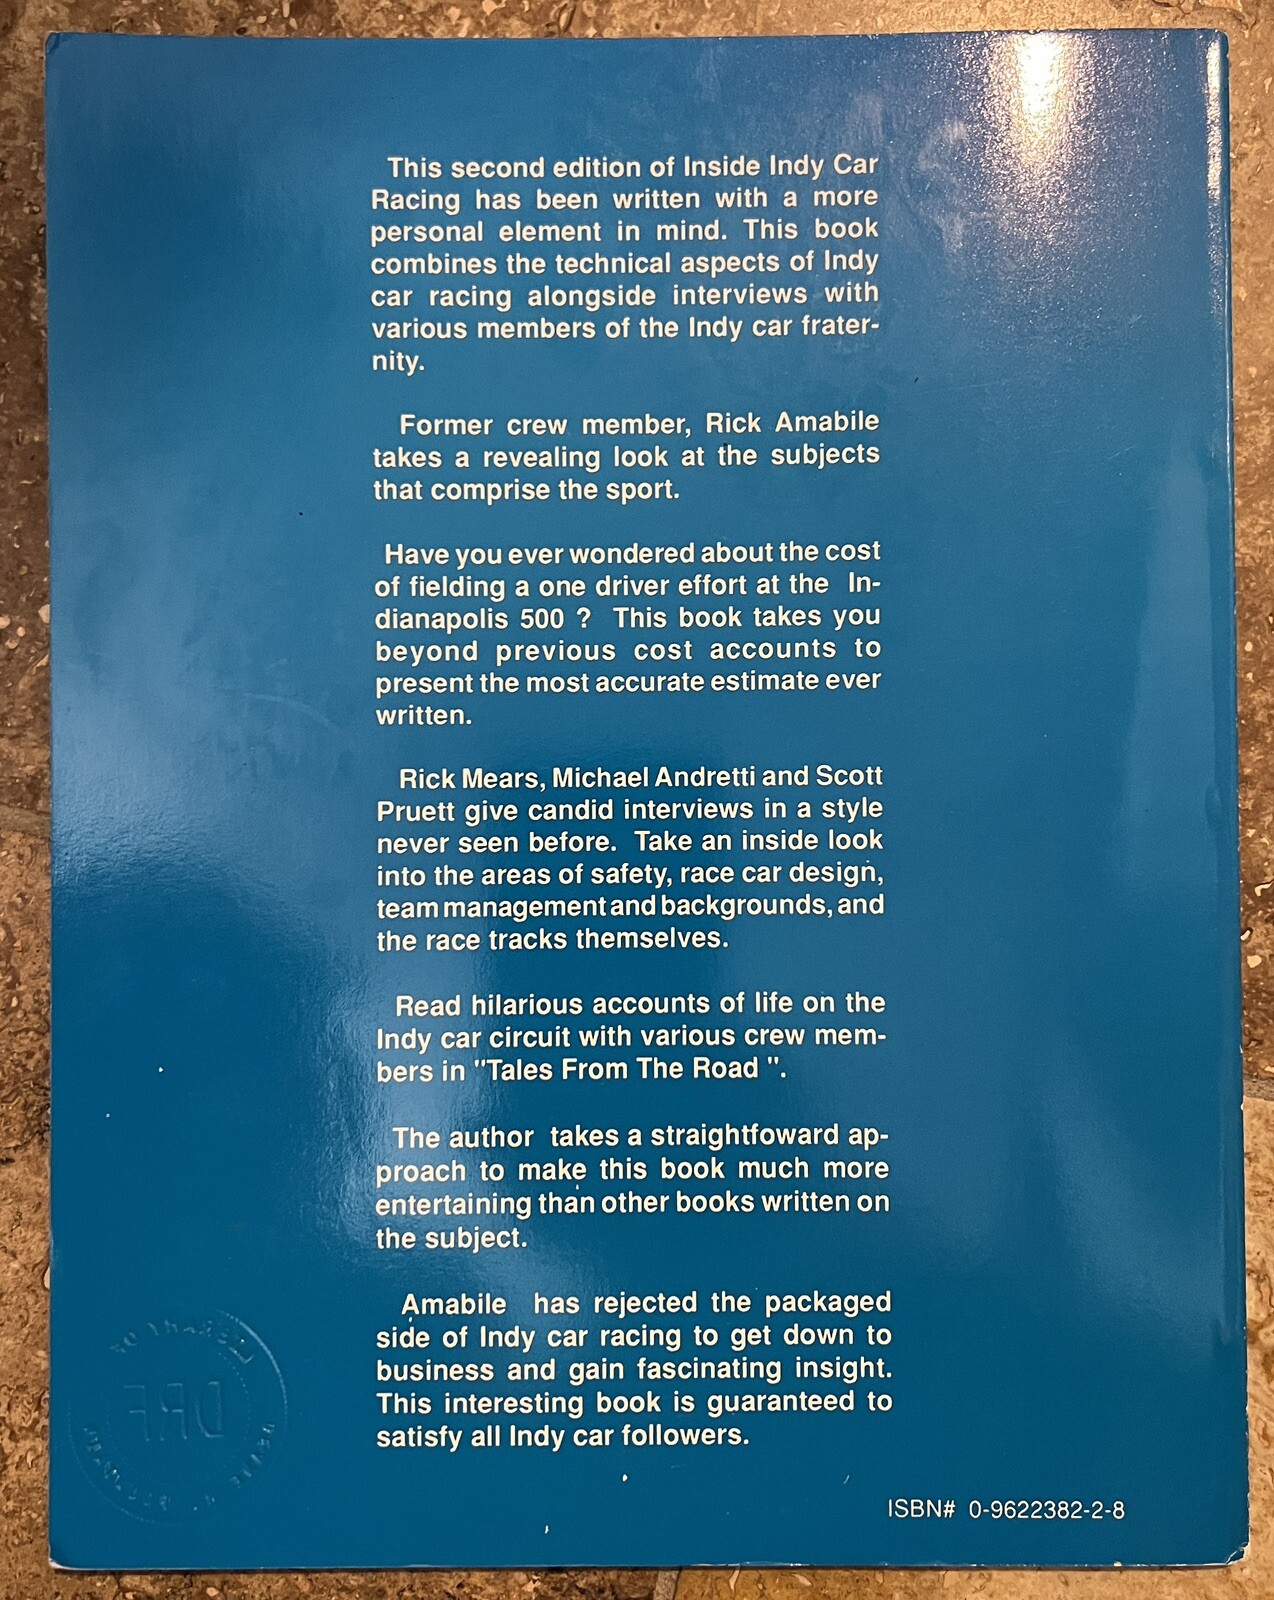 This second edition of Inside Indy Car
Racing has been written with a more
personal element in mind. This book
combines the technical aspects of Indy
car racing alongside interviews with
various members of the Indy car frater-
nity.
Former crew member, Rick Amabile
takes a revealing look at the subjects
that comprise the sport.
Have you ever wondered about the cost
of fielding a one driver effort at the In-
dianapolis 500 ? This book takes you
beyond previous cost accounts to
present the most accurate estimate ever
written.
Rick Mears, Michael Andretti and Scott
Pruett give candid interviews in a style
never seen before. Take an inside look
into the areas of safety, race car design,
team management and backgrounds, and
the race tracks themselves.
Read hilarious accounts of life on the
Indy car circuit with various crew mem-
bers in "Tales From The Road ".
The author takes a straightfoward ap-
proach to make this book much more
entertaining than other books written on
the subject.
Amabile has rejected the packaged
side of Indy car racing to get down to
business and gain fascinating insight.
This interesting book is guaranteed to
satisfy all Indy car followers.
LIBRARY OF
DRF
ISBN# 0-9622382-2-8